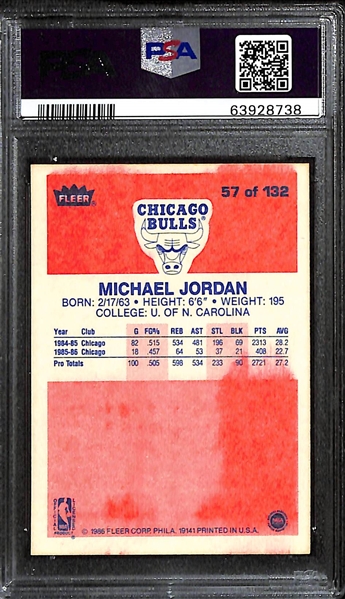 PSA
63928738
FLEER
57 of 132
CHICAGO
BULLS
MICHAEL JORDAN
BORN: 2/17/63 • HEIGHT: 6'6" • WEIGHT: 195
COLLEGE: U. OF N. CAROLINA
Year Club G FG% REB AST STL BLK PTS AVG
1984-85 Chicago 82 .515 534 481 196 69 2313 28.2
1985-86 Chicago 18 .457 64 53 37 21 408 22.7
Pro Totals 100 .505 598 534 233 90 2721 27.2
NBA
© 1986 FLEER CORP. PHILA. 19141 PRINTED IN U.S.A.